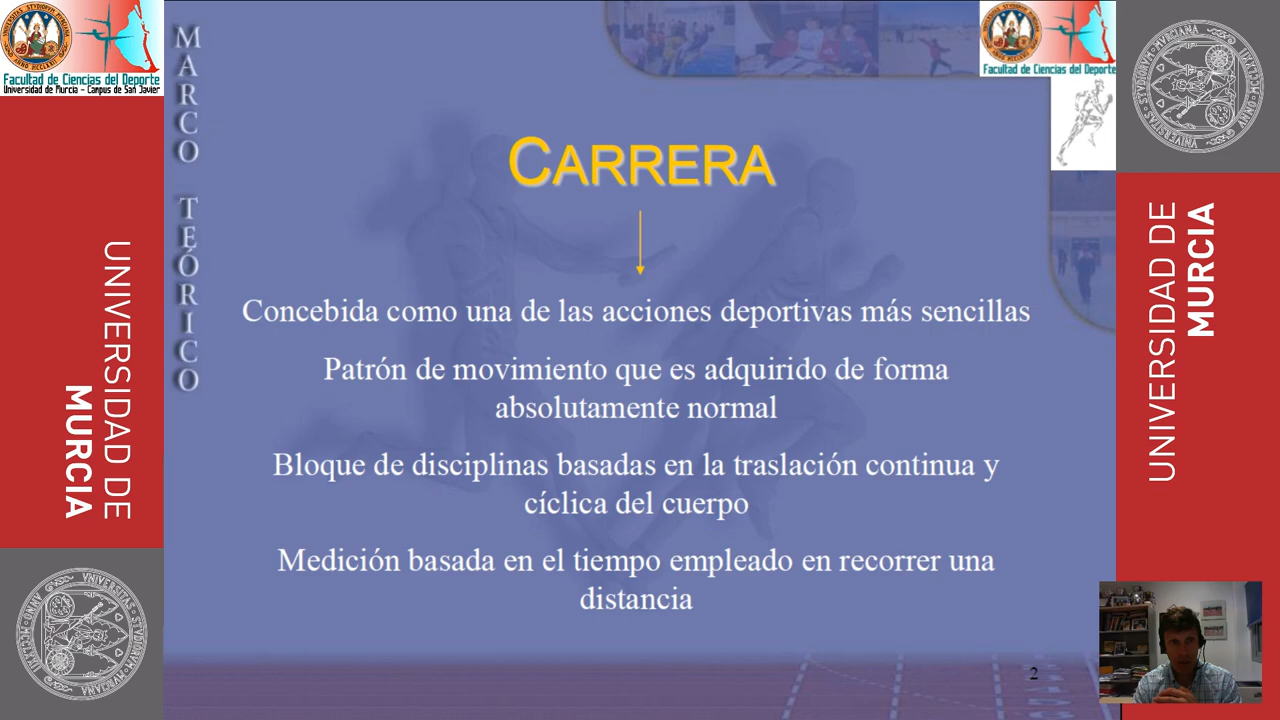 Facultad de Ciencias del Deporte
Universidad de Murcia - Campus de San Javier
UNIVERSIDAD DE
MURCIA
MARCO TEÓRICO
Facultad de Ciencias del Deporte
CARRERA
Concebida como una de las acciones deportivas más sencillas
Patrón de movimiento que es adquirido de forma
absolutamente normal
Bloque de disciplinas basadas en la traslación continua y
cíclica del cuerpo
Medición basada en el tiempo empleado en recorrer una
distancia
2
UNIVERSIDAD DE
MURCIA